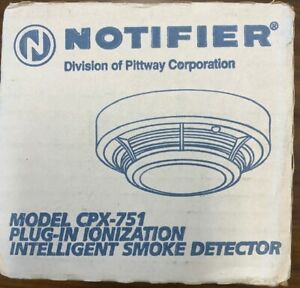 N NOTIFIER®
Division of Pittway Corporation
MODEL CPX-751
PLUG-IN IONIZATION
INTELLIGENT SMOKE DETECTOR